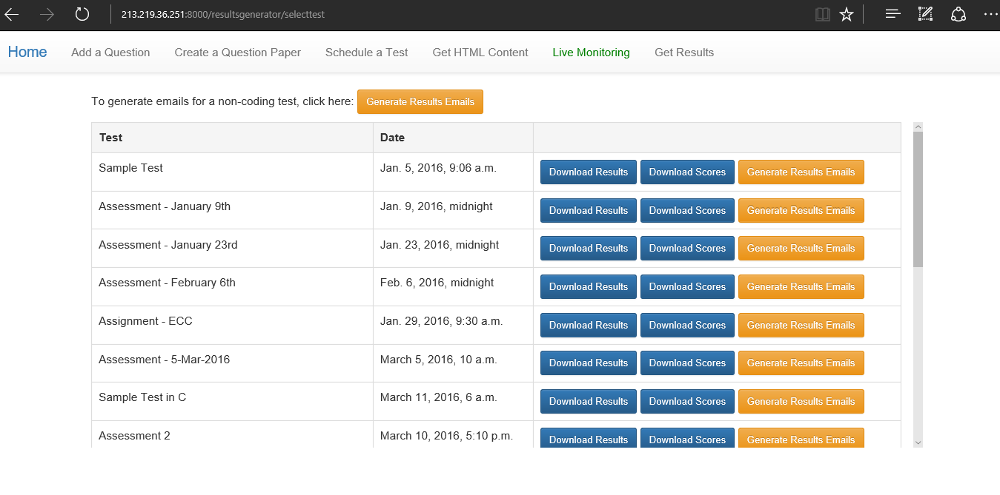 213.219.36.251:8000/resultsgenerator/selecttest
Home Add a Question Create a Question Paper Schedule a Test Get HTML Content Live Monitoring Get Results
To generate emails for a non-coding test, click here: Generate Results Emails
Test Date
Sample Test Jan. 5, 2016, 9:06 a.m. Download Results Download Scores Generate Results Emails
Assessment - January 9th Jan. 9, 2016, midnight Download Results Download Scores Generate Results Emails
Assessment - January 23rd Jan. 23, 2016, midnight Download Results Download Scores Generate Results Emails
Assessment - February 6th Feb. 6, 2016, midnight Download Results Download Scores Generate Results Emails
Assignment - ECC Jan. 29, 2016, 9:30 a.m. Download Results Download Scores Generate Results Emails
Assessment - 5-Mar-2016 March 5, 2016, 10 a.m. Download Results Download Scores Generate Results Emails
Sample Test in C March 11, 2016, 6 a.m. Download Results Download Scores Generate Results Emails
Assessment 2 March 10, 2016, 5:10 p.m. Download Results Download Scores Generate Results Emails